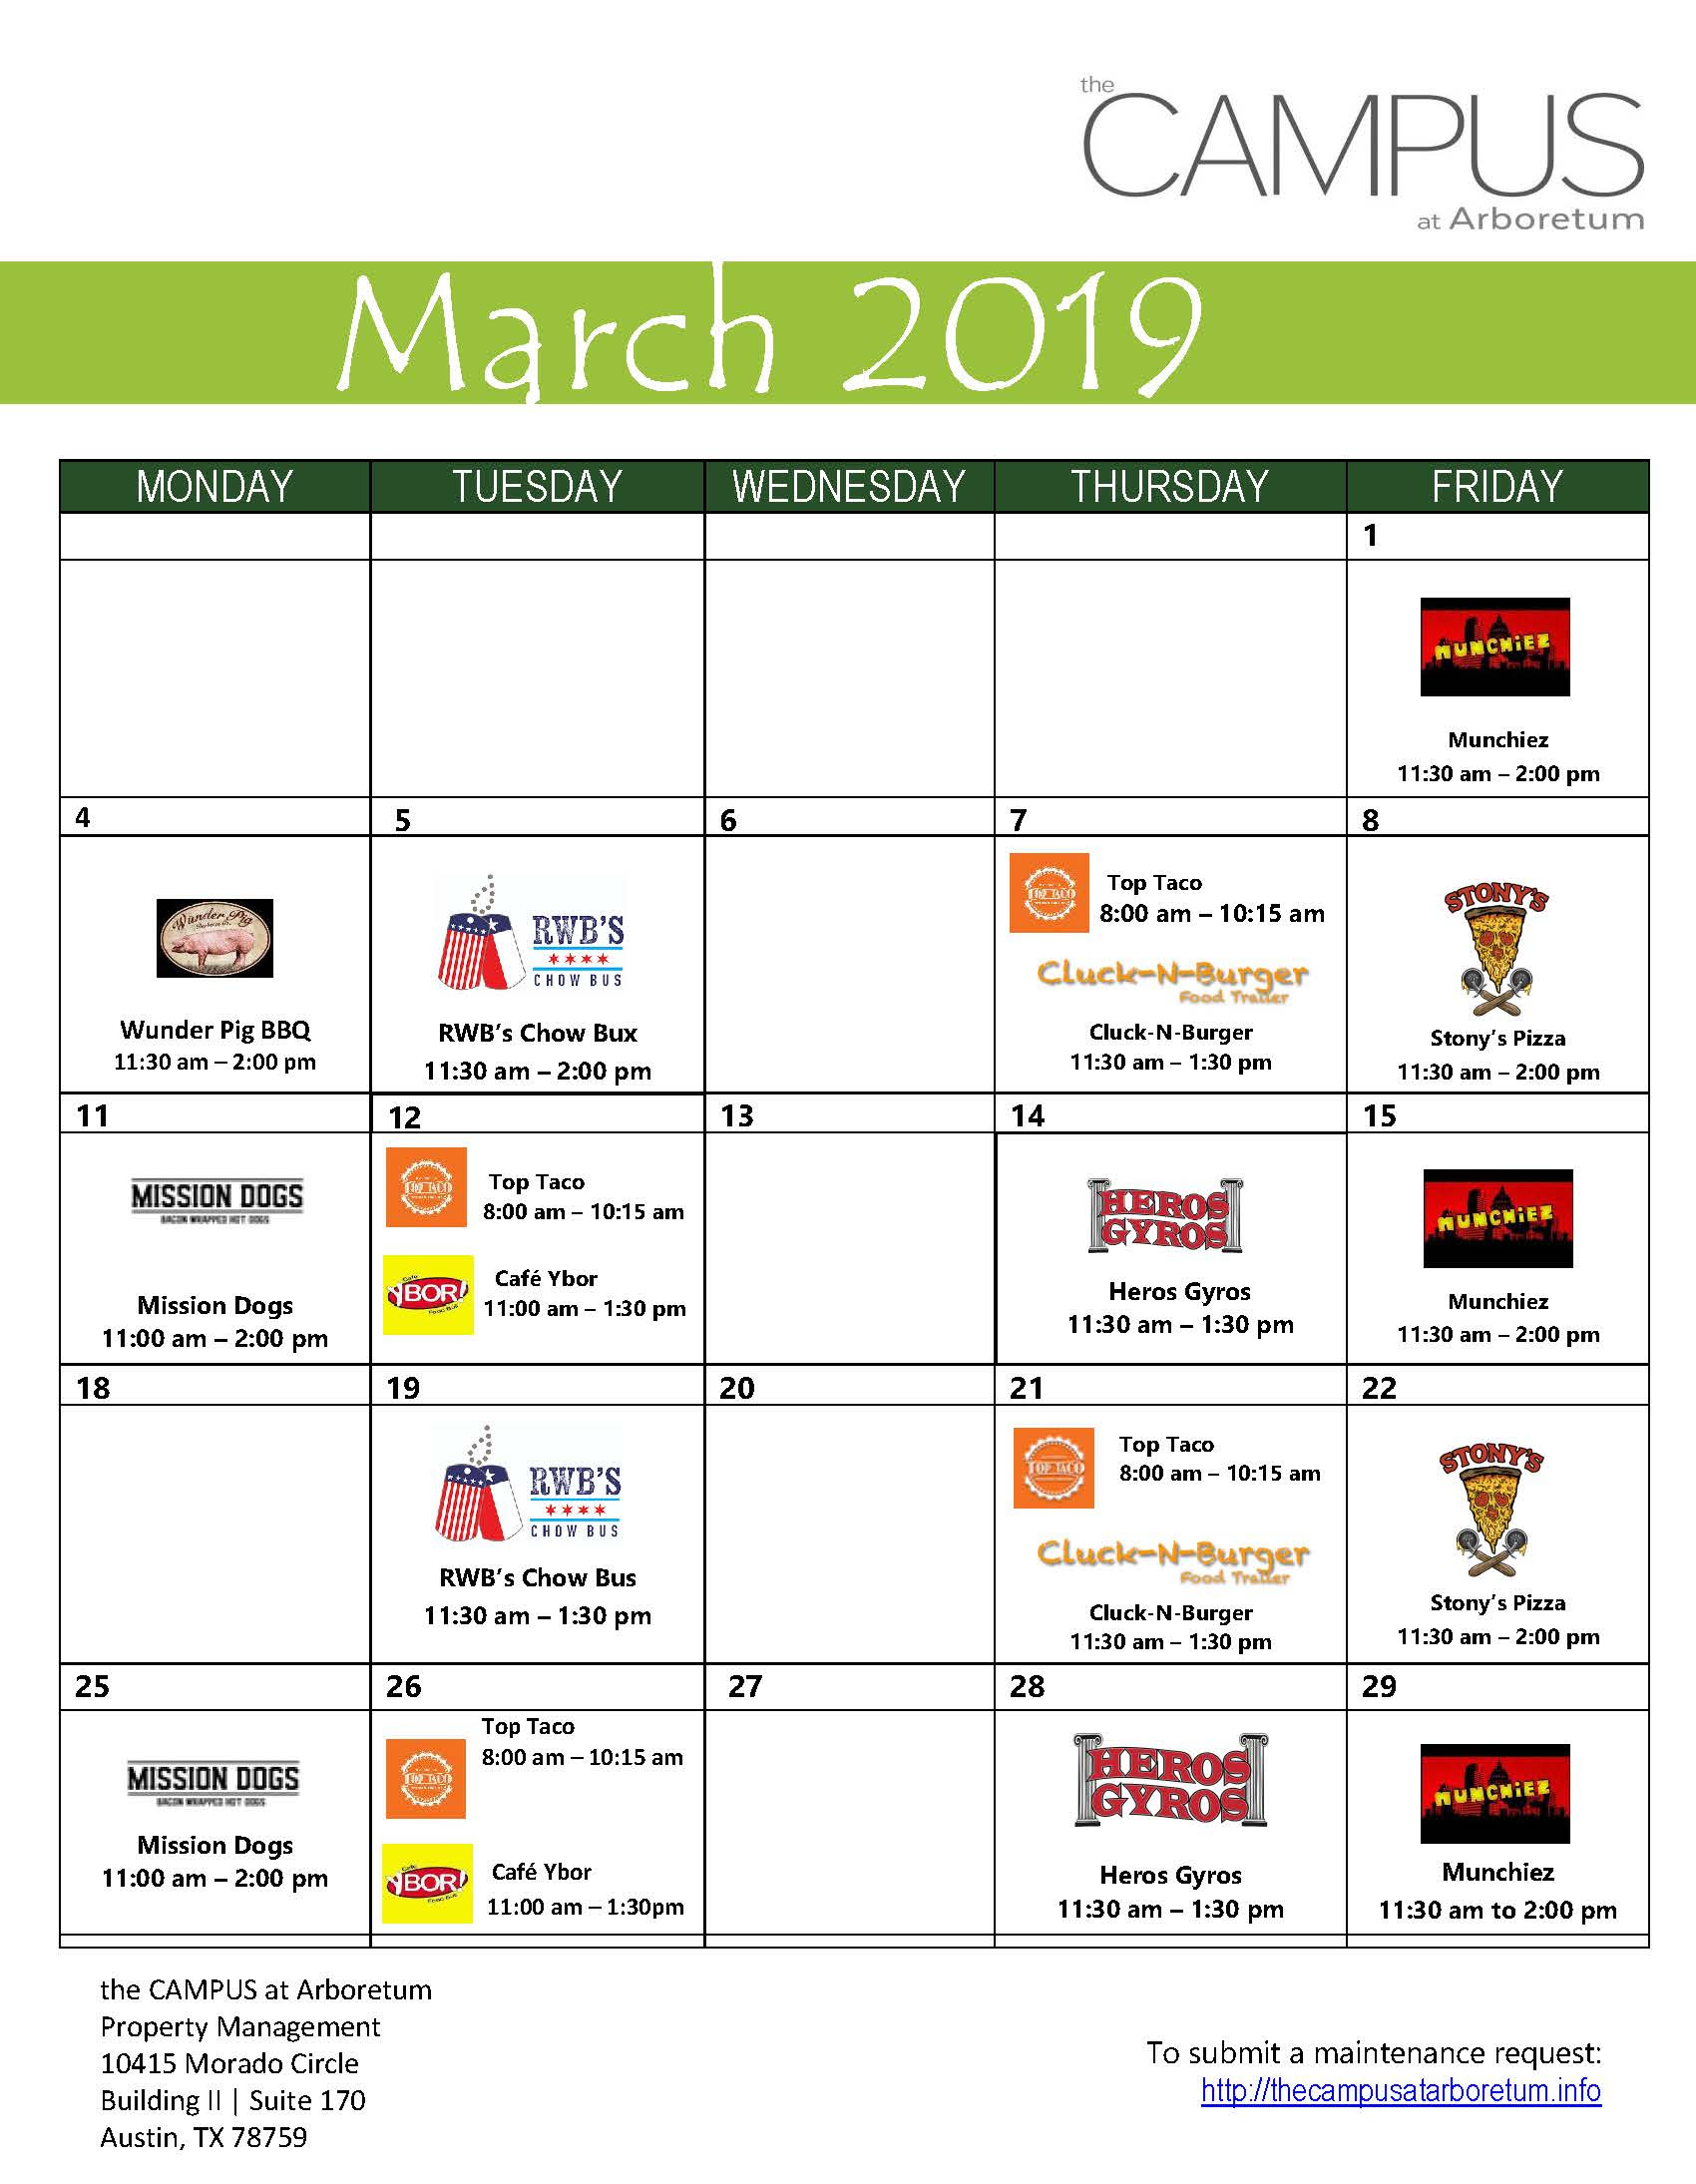 the
CAMPUS
at Arboretum
March 2019
MONDAY TUESDAY WEDNESDAY THURSDAY FRIDAY
1
MUNCHiEZ
Munchiez
11:30 am – 2:00 pm
4 5 6 7 8
Wunder Pig
Wunder Pig BBQ
11:30 am – 2:00 pm
RWB'S
CHOW BUS
RWB's Chow Bux
11:30 am – 2:00 pm
TOP TACO
Top Taco
8:00 am – 10:15 am
Cluck-N-Burger
Food Trailer
Cluck-N-Burger
11:30 am – 1:30 pm
STONY'S
Stony's Pizza
11:30 am – 2:00 pm
11 12 13 14 15
MISSION DOGS
BACON WRAPPED HOT DOGS
Mission Dogs
11:00 am – 2:00 pm
TOP TACO
Top Taco
8:00 am – 10:15 am
Cafe
YBOR!
Food Bus
Café Ybor
11:00 am – 1:30 pm
HEROS
GYROS
Heros Gyros
11:30 am – 1:30 pm
MUNCHiEZ
Munchiez
11:30 am – 2:00 pm
18 19 20 21 22
RWB'S
CHOW BUS
RWB's Chow Bus
11:30 am – 1:30 pm
TOP TACO
Top Taco
8:00 am – 10:15 am
Cluck-N-Burger
Food Trailer
Cluck-N-Burger
11:30 am – 1:30 pm
STONY'S
Stony's Pizza
11:30 am – 2:00 pm
25 26 27 28 29
MISSION DOGS
BACON WRAPPED HOT DOGS
Mission Dogs
11:00 am – 2:00 pm
Top Taco
8:00 am – 10:15 am
TOP TACO
Cafe
YBOR!
Food Bus
Café Ybor
11:00 am – 1:30pm
HEROS
GYROS
Heros Gyros
11:30 am – 1:30 pm
MUNCHiEZ
Munchiez
11:30 am to 2:00 pm
the CAMPUS at Arboretum
Property Management
10415 Morado Circle
Building II | Suite 170
Austin, TX 78759
To submit a maintenance request:
http://thecampusatarboretum.info